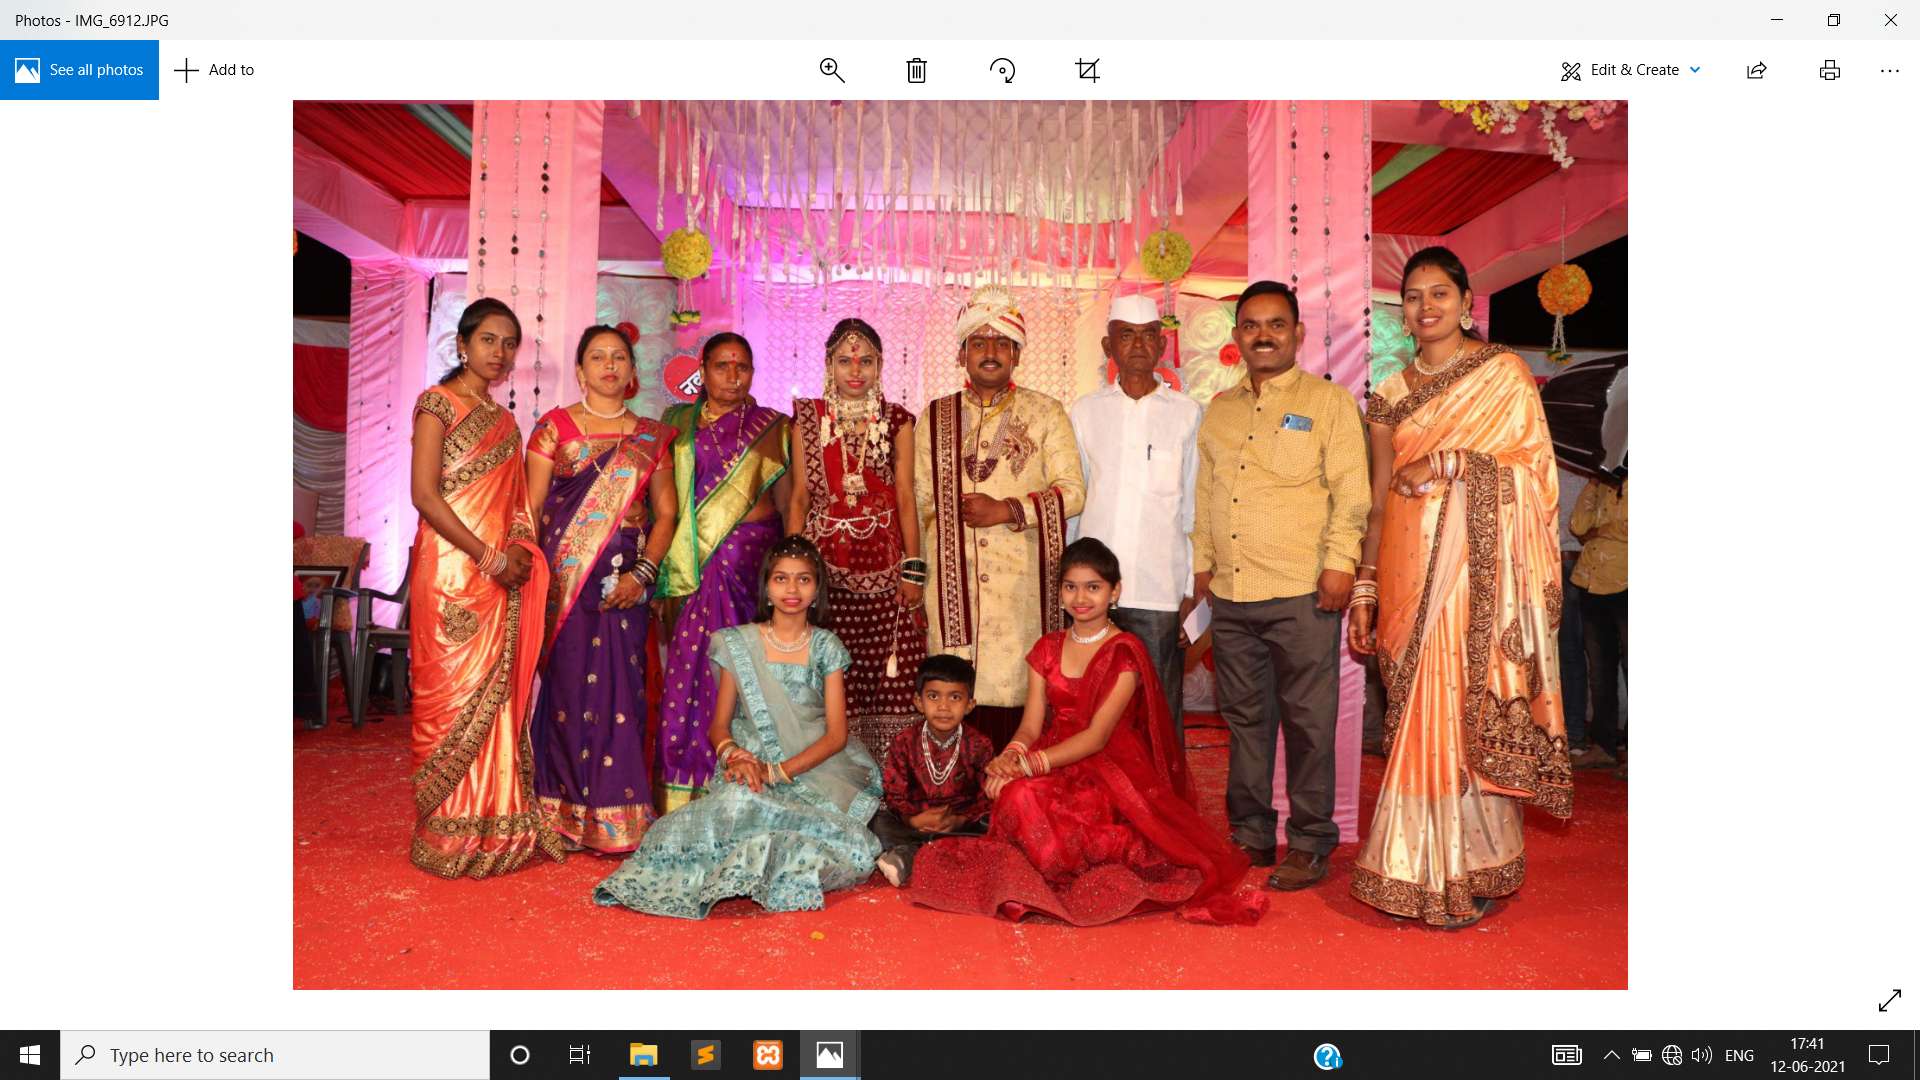 Photos - IMG_6912.JPG
See all photos
Add to
Edit & Create
Type here to search
ENG
17:41
12-06-2021